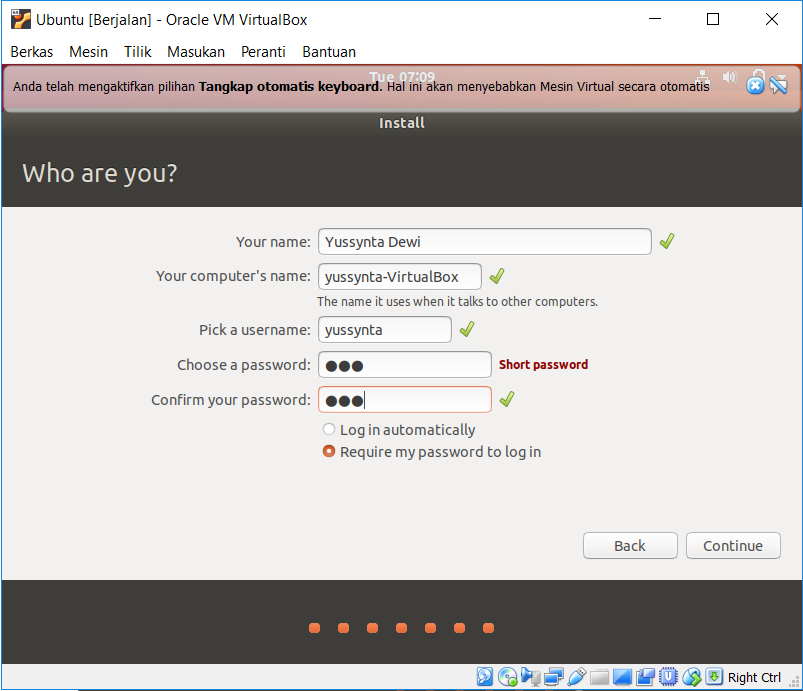 Ubuntu [Berjalan] - Oracle VM VirtualBox
Berkas Mesin Tilik Masukan Peranti Bantuan
Tue 07:09
Anda telah mengaktifkan pilihan Tangkap otomatis keyboard. Hal ini akan menyebabkan Mesin Virtual secara otomatis
Install
Who are you?
Your name: Yussynta Dewi
Your computer's name: yussynta-VirtualBox
The name it uses when it talks to other computers.
Pick a username: yussynta
Choose a password: ●●● Short password
Confirm your password: ●●●
Log in automatically
Require my password to log in
Back Continue
Right Ctrl